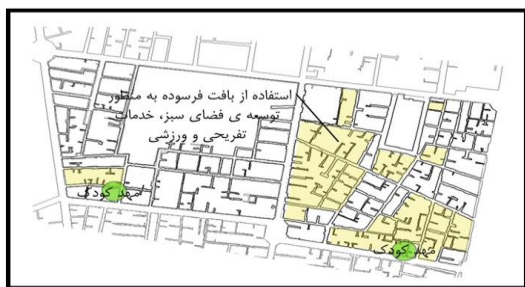 استفاده از بافت فرسوده به منظور
توسعه ی فضای سبز، خدمات
تفریحی و ورزشی
مهد کودک
مهد کودک